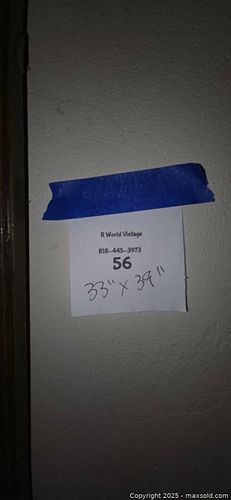 R World Vintage
818-445-3973
56
33" x 39"
Copyright © 2025 - maxsold.com